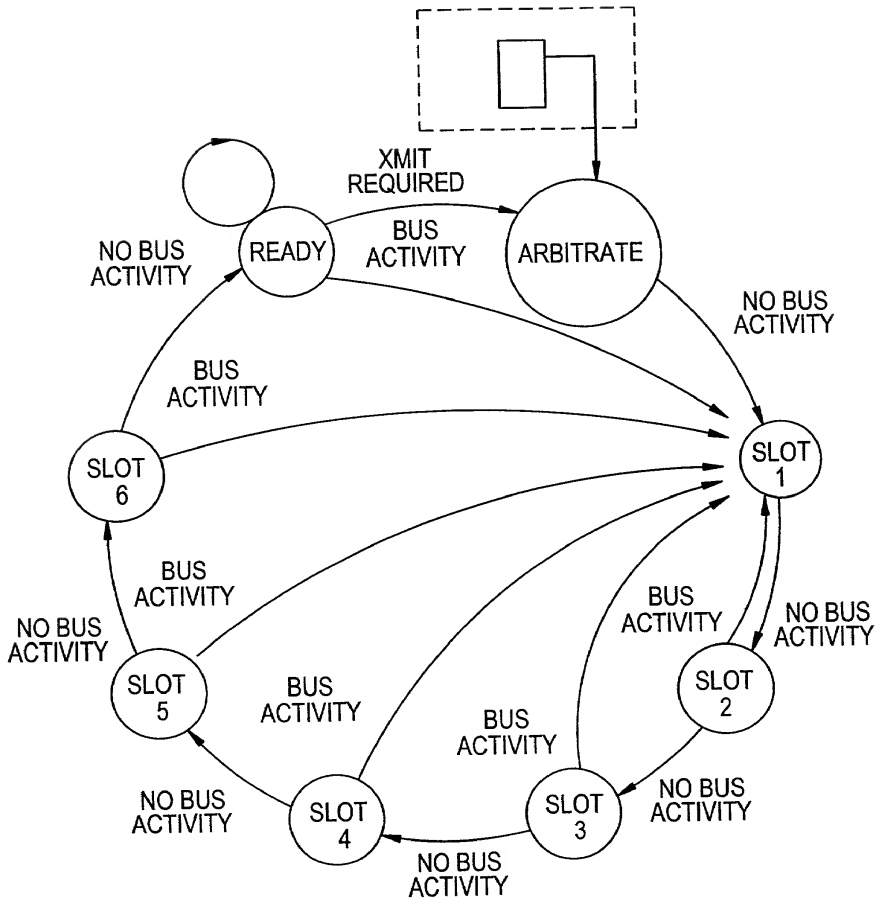 XMIT
REQUIRED
READY
BUS
ACTIVITY
ARBITRATE
NO BUS
ACTIVITY
NO BUS
ACTIVITY
BUS
ACTIVITY
SLOT
6
SLOT
1
BUS
ACTIVITY
BUS
ACTIVITY
NO BUS
ACTIVITY
NO BUS
ACTIVITY
SLOT
5
BUS
ACTIVITY
SLOT
2
BUS
ACTIVITY
NO BUS
ACTIVITY
SLOT
4
SLOT
3
NO BUS
ACTIVITY
NO BUS
ACTIVITY